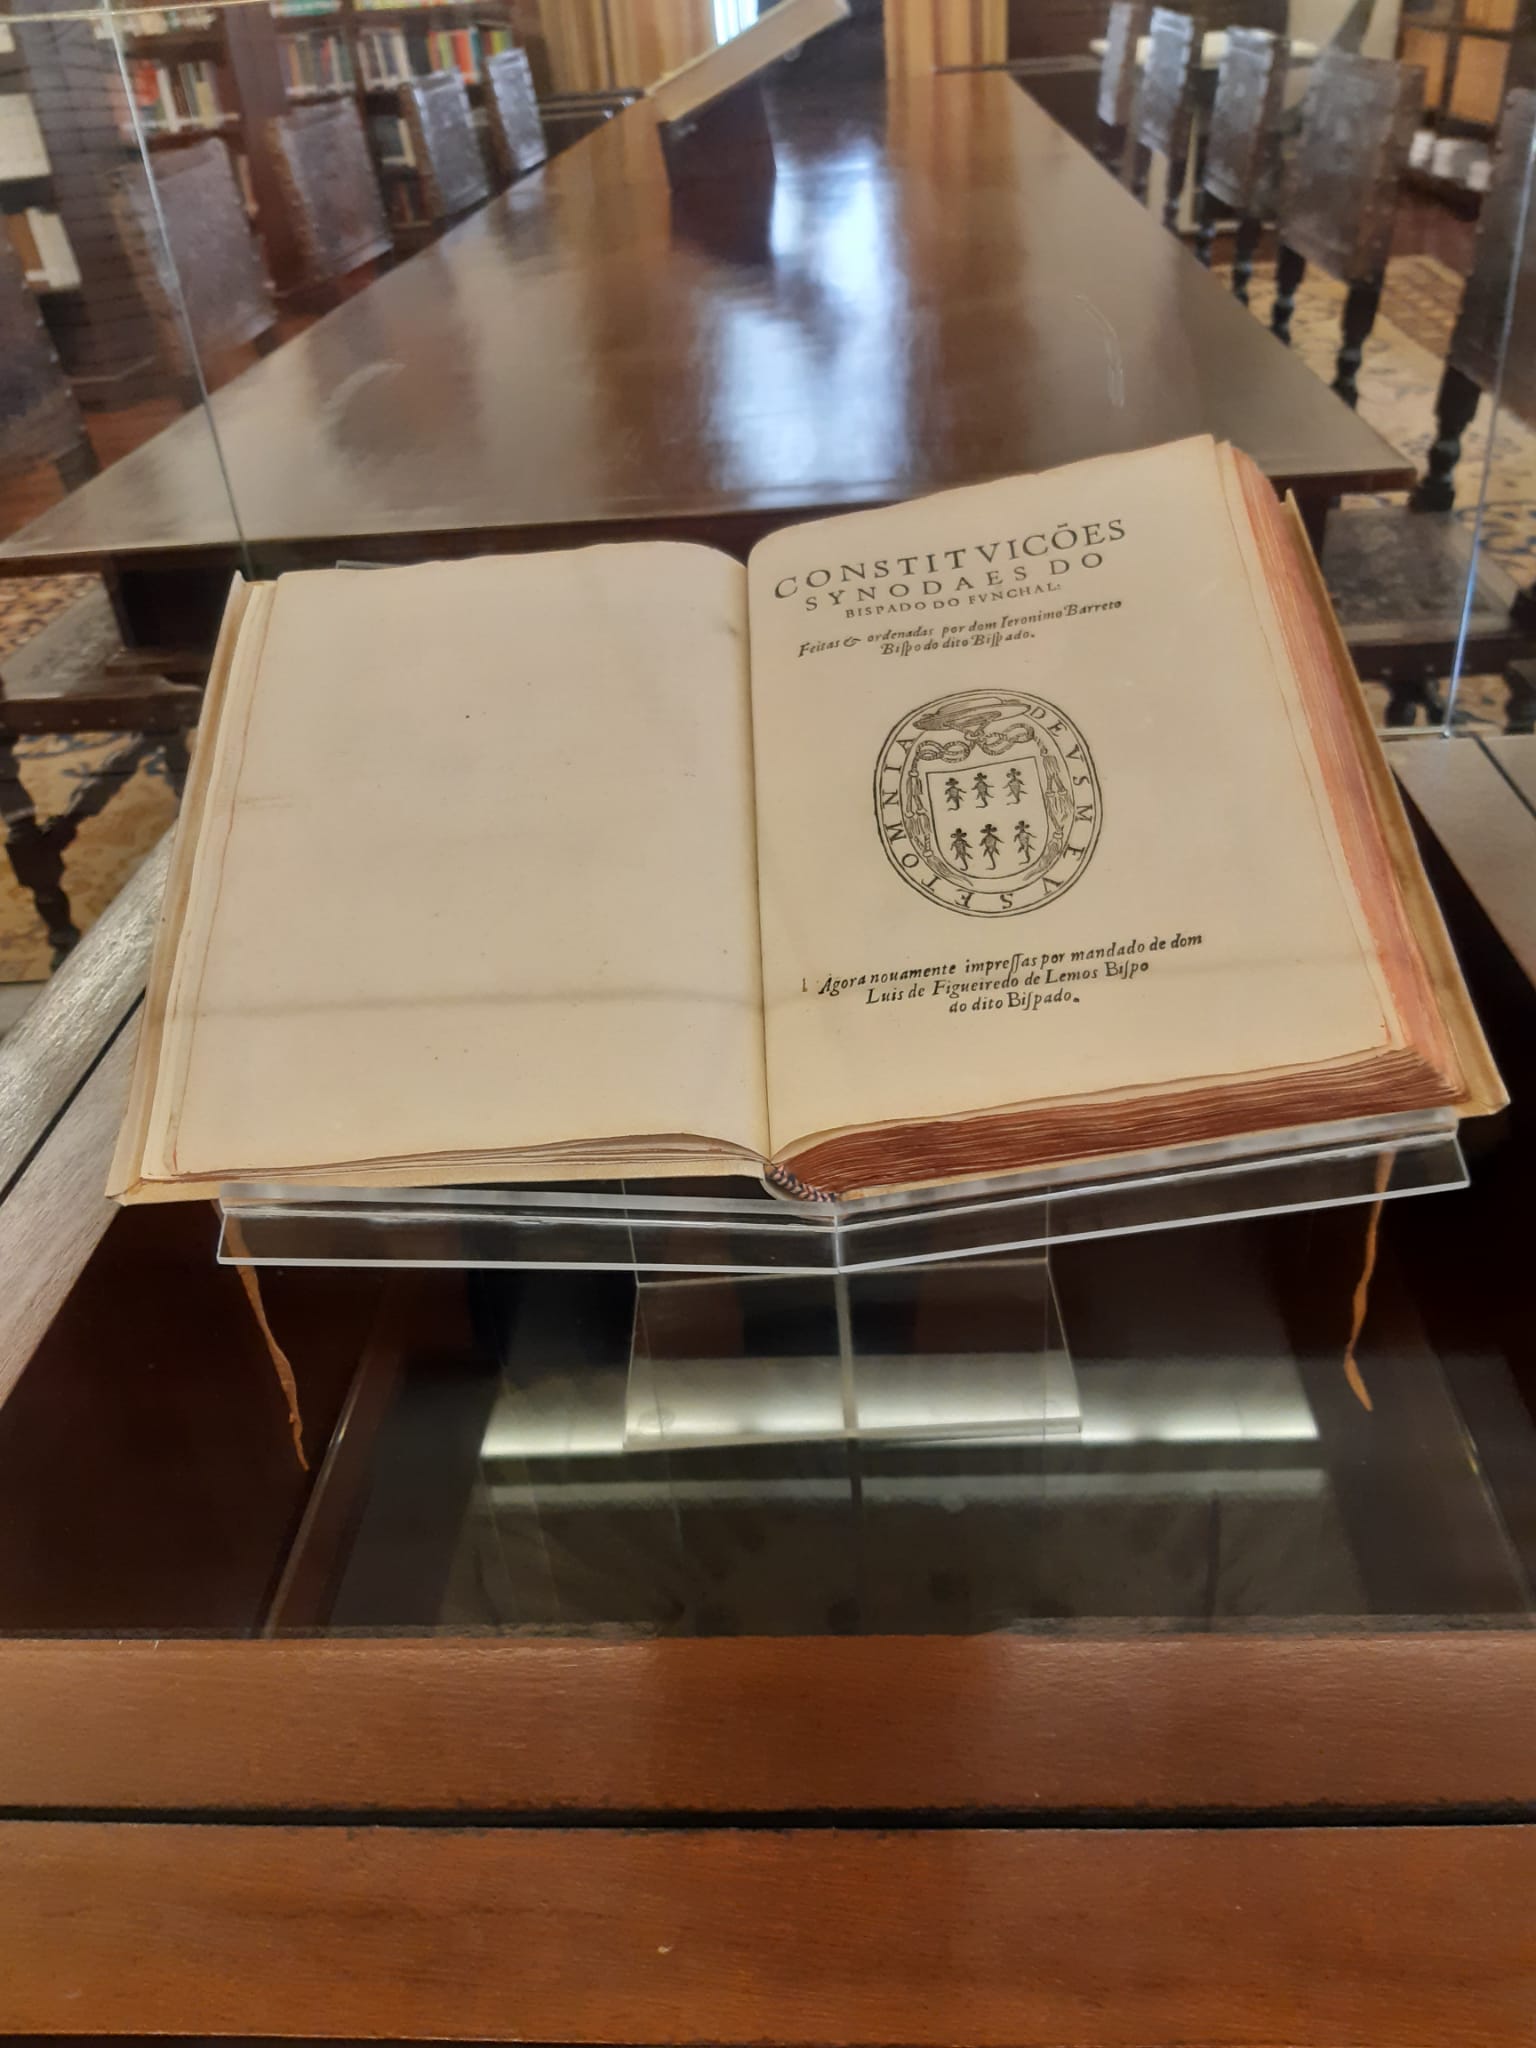 CONSTITVICÕES
SYNODAES DO
BISPADO DO FVNCHAL:
Feitas & ordenadas por dom Ieronimo Barreto
Biſpo do dito Biſpado.
DEVS MEVS ET OMNIA
Agora nouamente impreſſas por mandado de dom
Luis de Figueiredo de Lemos Biſpo
do dito Biſpado.